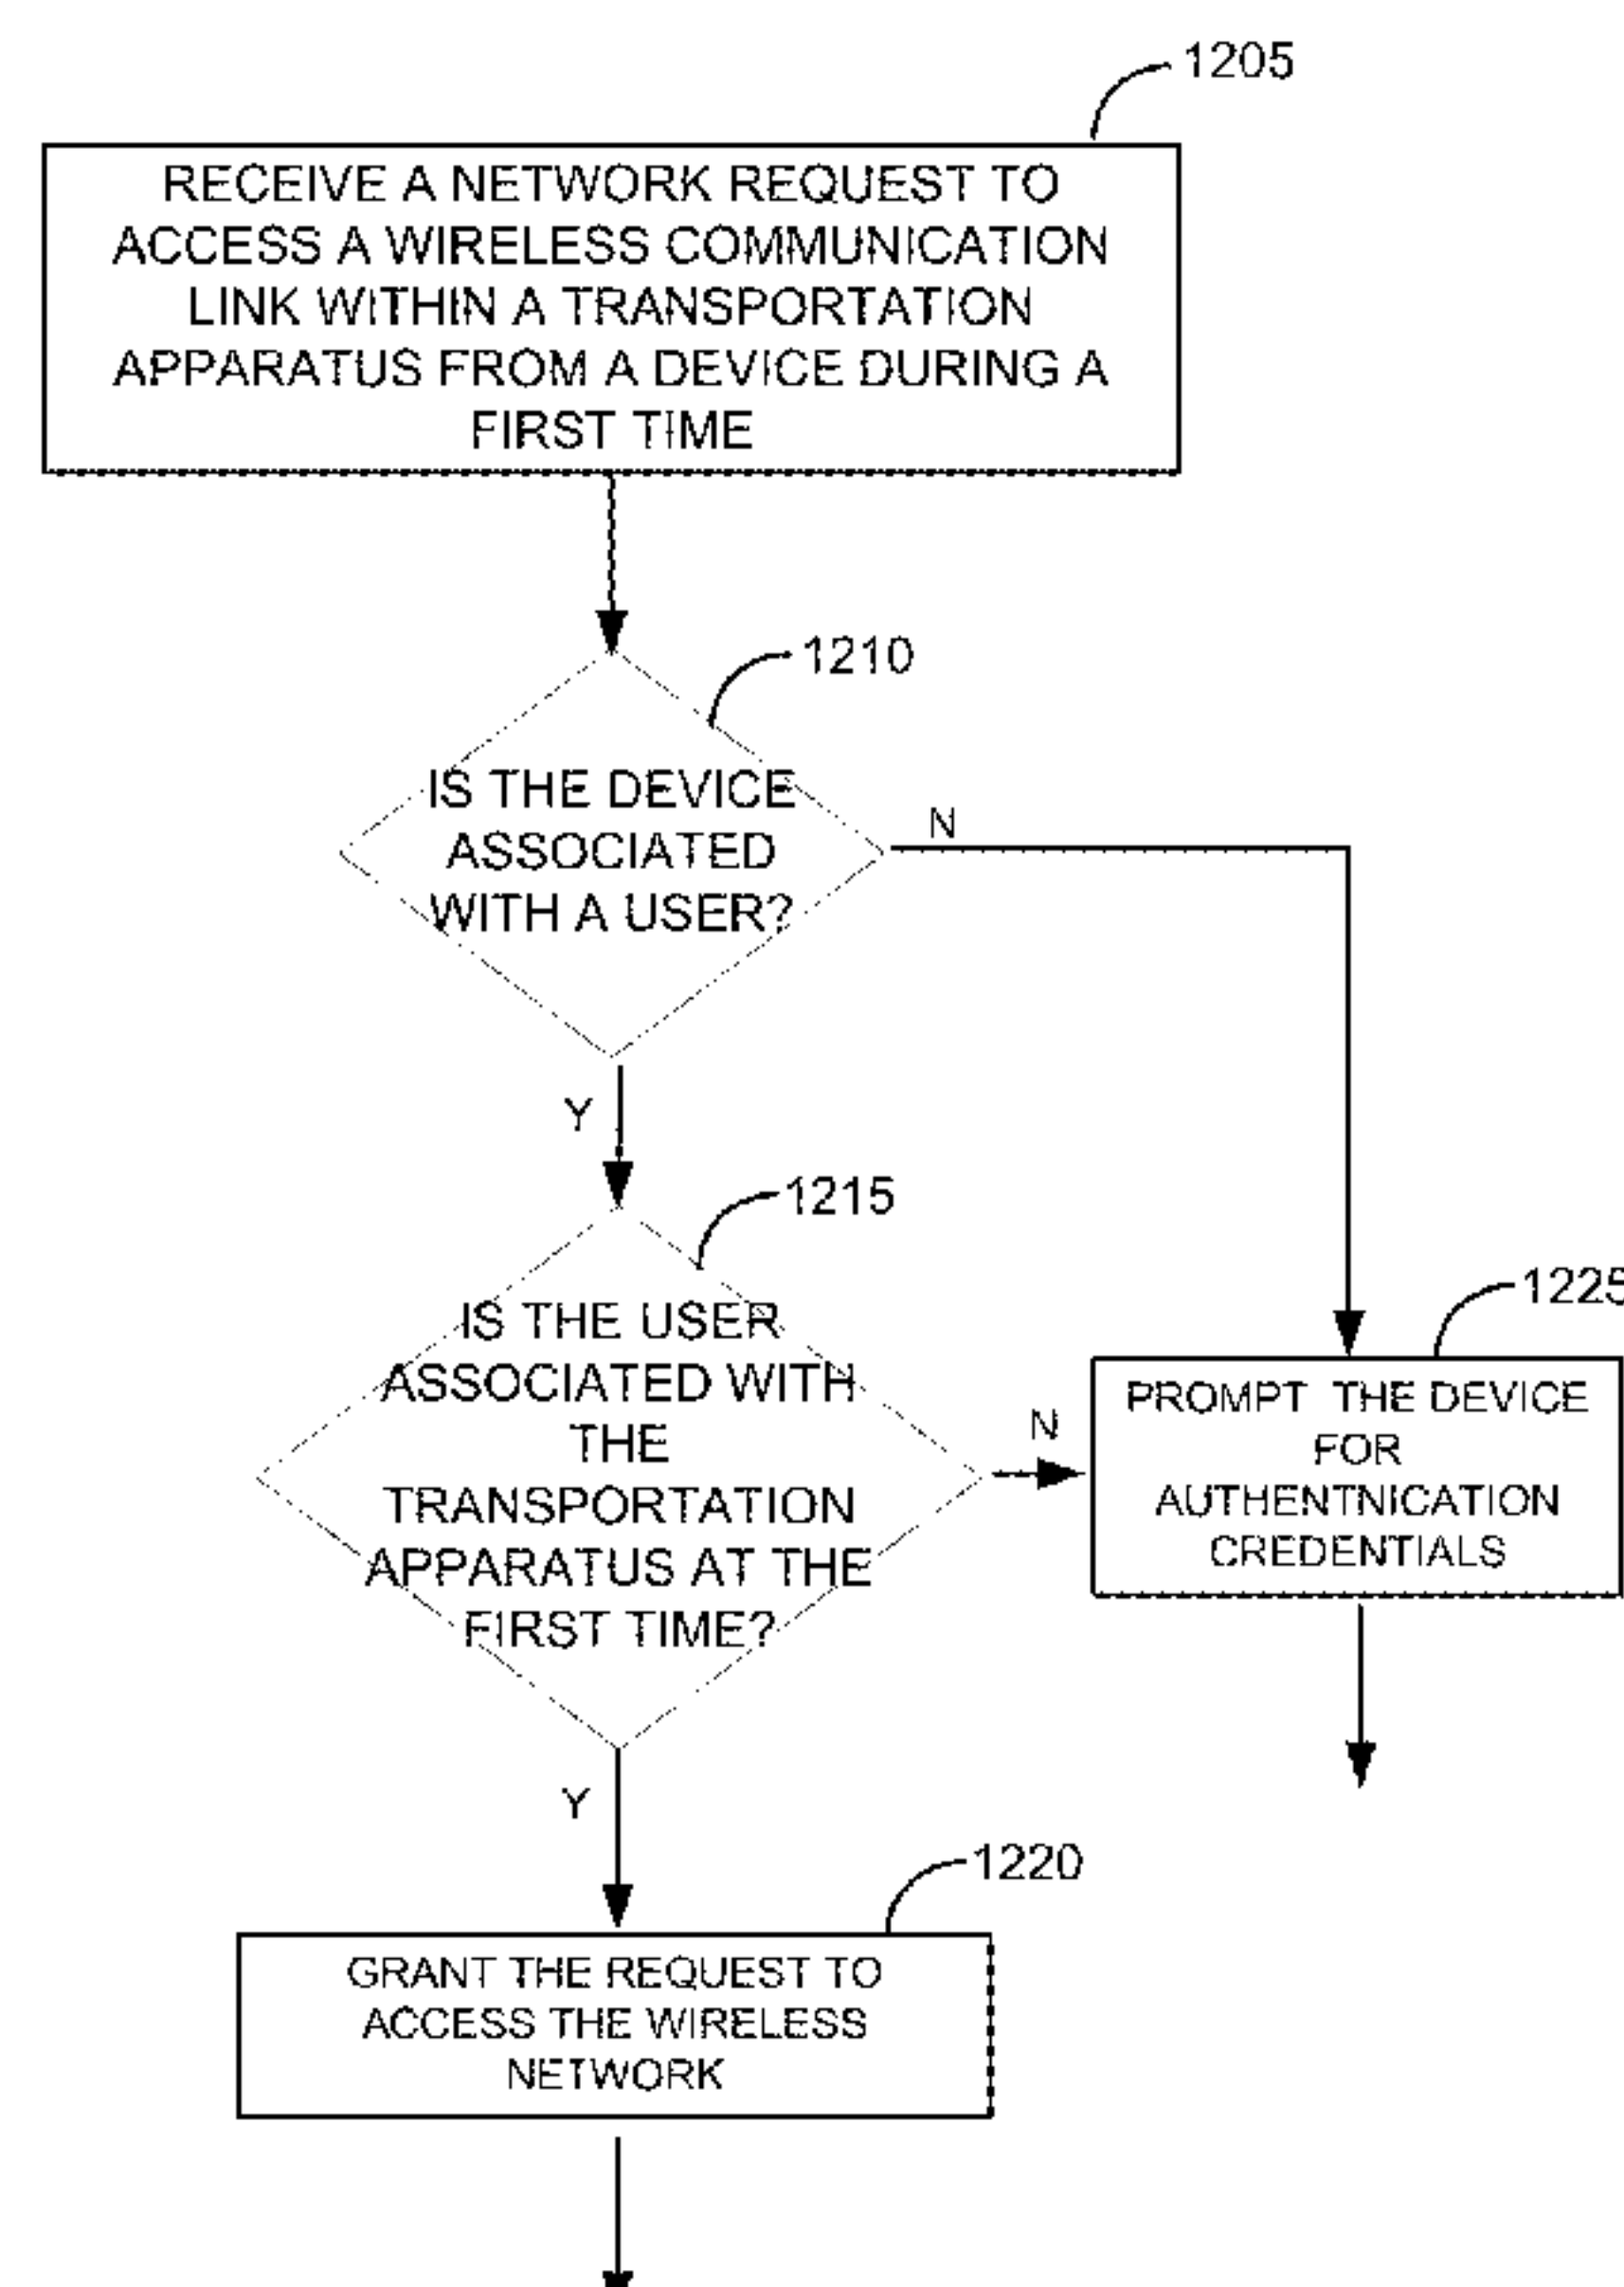 1205
RECEIVE A NETWORK REQUEST TO
ACCESS A WIRELESS COMMUNICATION
LINK WITHIN A TRANSPORTATION
APPARATUS FROM A DEVICE DURING A
FIRST TIME
1210
IS THE DEVICE
ASSOCIATED
WITH A USER?
N
Y
1215
IS THE USER
ASSOCIATED WITH
THE
TRANSPORTATION
APPARATUS AT THE
FIRST TIME?
N
1225
PROMPT THE DEVICE
FOR
AUTHENTNICATION
CREDENTIALS
Y
1220
GRANT THE REQUEST TO
ACCESS THE WIRELESS
NETWORK